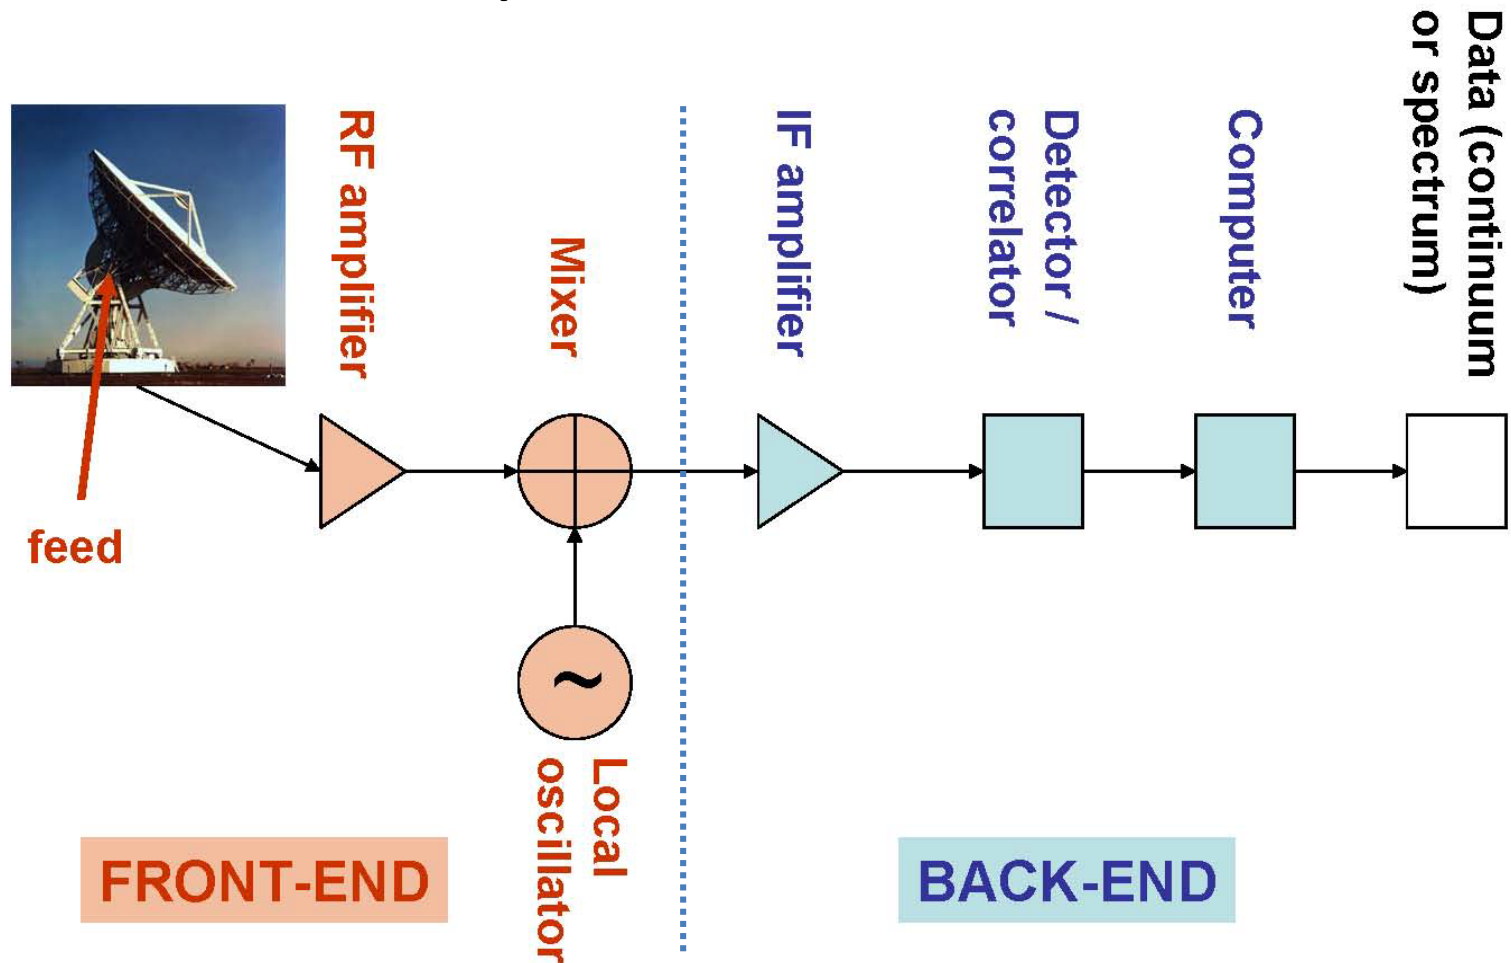 RF amplifier
Mixer
IF amplifier
Detector /
correlator
Computer
Data (continuum
or spectrum)
feed
~
Local
oscillator
FRONT-END
BACK-END